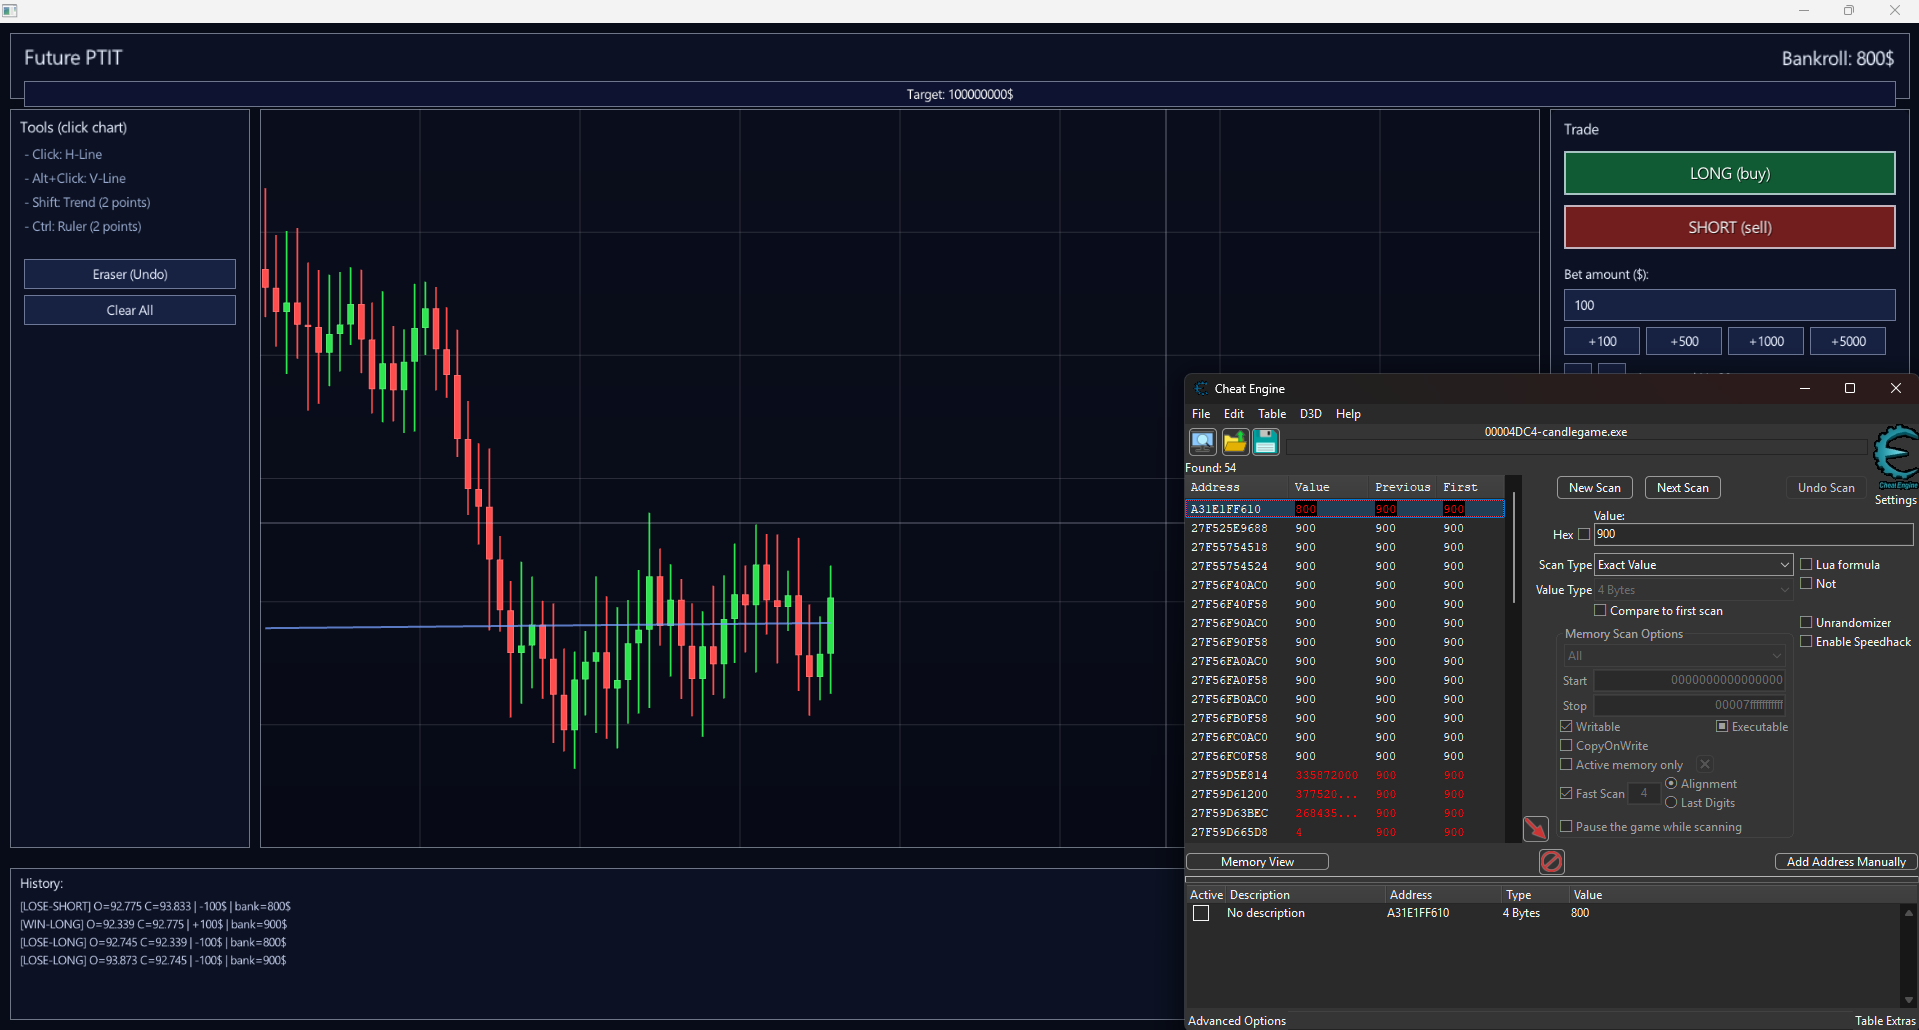 Future PTIT
Bankroll: 800$
Target: 100000000$
Tools (click chart)
- Click: H-Line
- Alt+Click: V-Line
- Shift: Trend (2 points)
- Ctrl: Ruler (2 points)
Eraser (Undo)
Clear All
Trade
LONG (buy)
SHORT (sell)
Bet amount ($):
100
+100 +500 +1000 +5000
History:
[LOSE-SHORT] O=92.775 C=93.833 | -100$ | bank=800$
[WIN-LONG] O=92.339 C=92.775 | +100$ | bank=900$
[LOSE-LONG] O=92.745 C=92.339 | -100$ | bank=800$
[LOSE-LONG] O=93.873 C=92.745 | -100$ | bank=900$
Cheat Engine
File Edit Table D3D Help
00004DC4-candlegame.exe
Found: 54
Address Value Previous First
A31E1FF610 800 900 900
27F525E9688 900 900 900
27F55754518 900 900 900
27F55754524 900 900 900
27F56F40AC0 900 900 900
27F56F40F58 900 900 900
27F56F90AC0 900 900 900
27F56F90F58 900 900 900
27F56FA0AC0 900 900 900
27F56FA0F58 900 900 900
27F56FB0AC0 900 900 900
27F56FB0F58 900 900 900
27F56FC0AC0 900 900 900
27F56FC0F58 900 900 900
27F59D5E814 335872000 900 900
27F59D61200 377520... 900 900
27F59D63BEC 268435... 900 900
27F59D665D8 4 900 900
New Scan Next Scan Undo Scan
Cheat Engine
Settings
Value:
Hex 900
Scan Type Exact Value
Lua formula
Not
Value Type 4 Bytes
Compare to first scan
Unrandomizer
Enable Speedhack
Memory Scan Options
All
Start 0000000000000000
Stop 00007fffffffffff
Writable Executable
CopyOnWrite
Active memory only
Fast Scan 4 Alignment
Last Digits
Pause the game while scanning
Memory View
Add Address Manually
Active Description Address Type Value
No description A31E1FF610 4 Bytes 800
Advanced Options
Table Extras